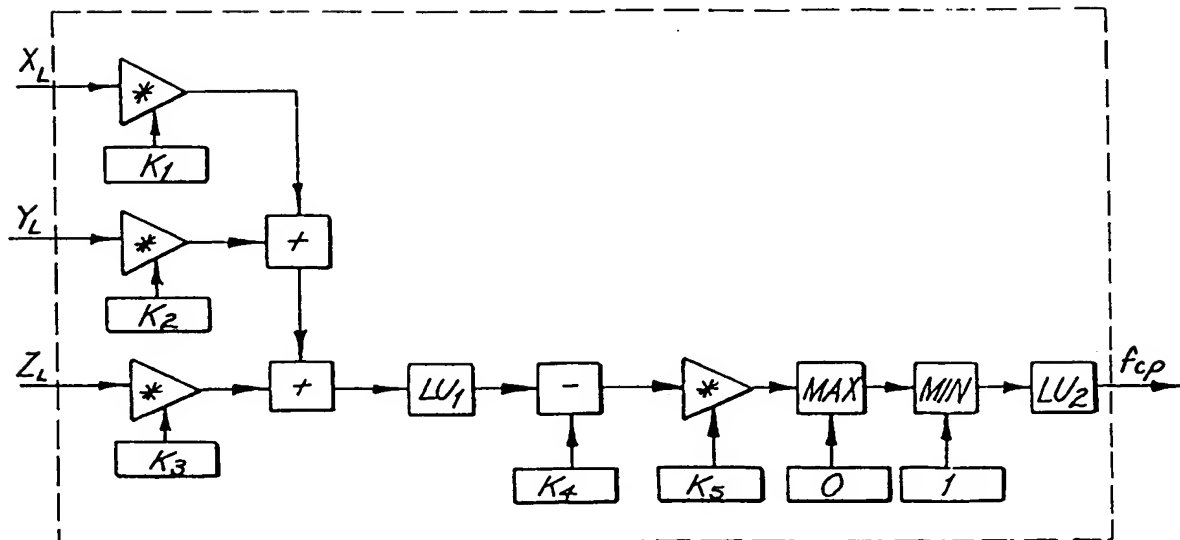 X_L
*
K_1
Y_L
*
+
K_2
Z_L
*
+
LU_1
-
*
MAX
MIN
LU_2
f_cp
K_3
K_4
K_5
0
1